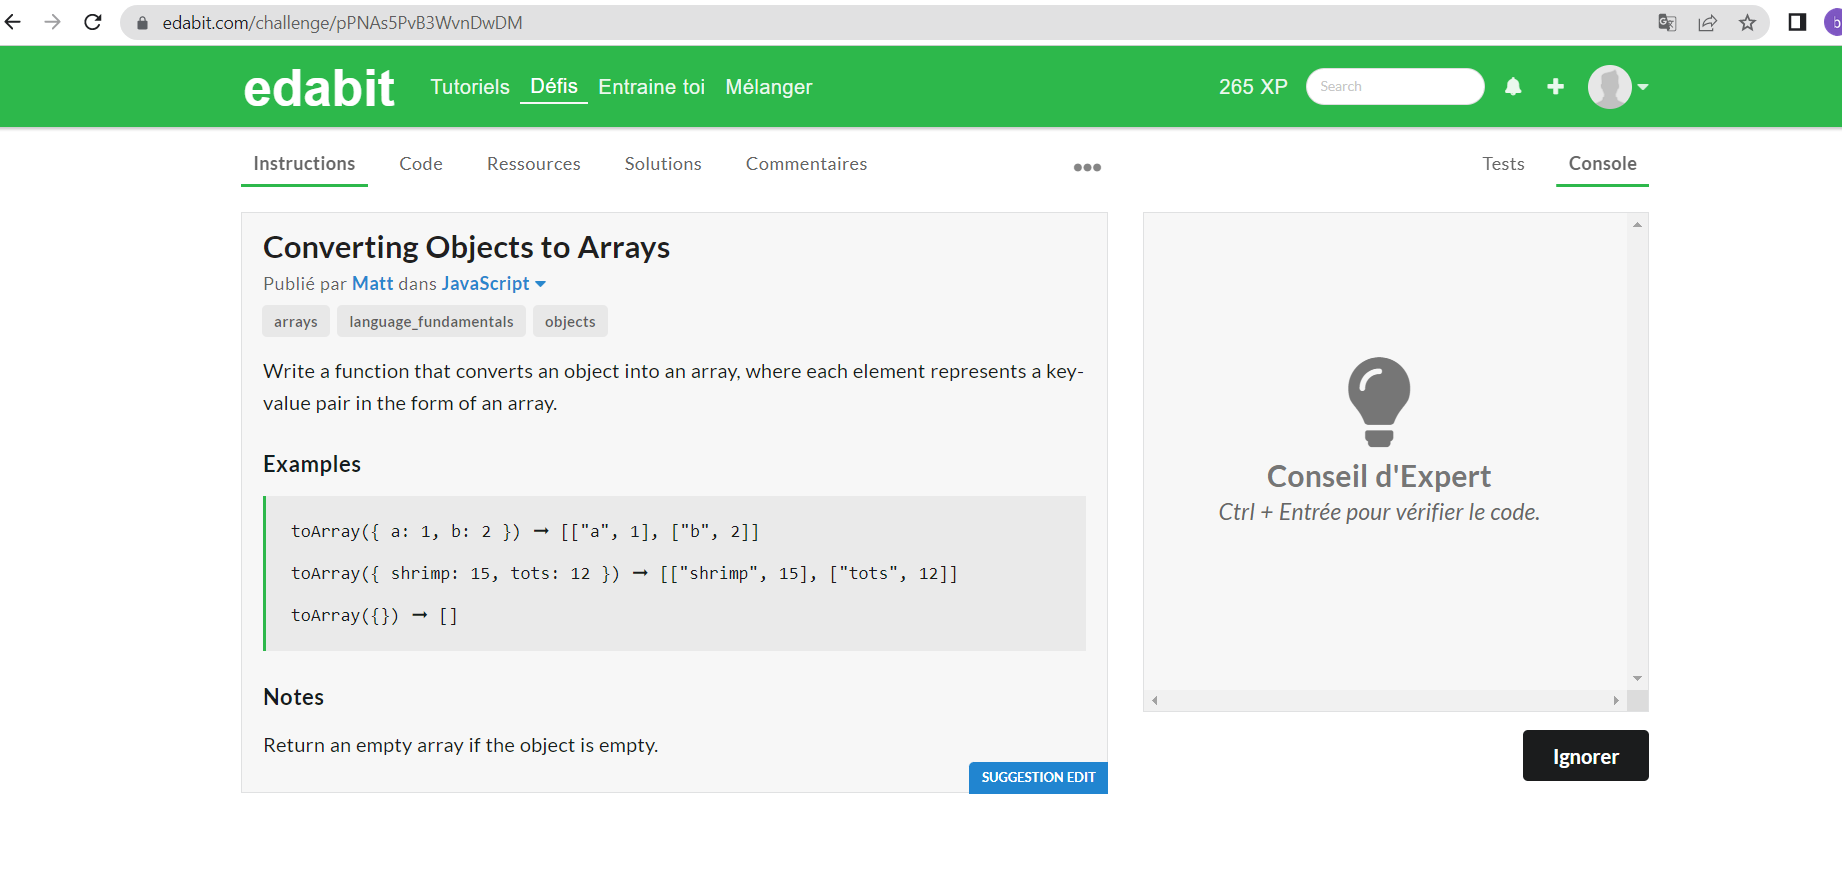 edabit.com/challenge/pPNAs5PvB3WvnDwDM
b
edabit
Tutoriels Défis Entraine toi Mélanger
265 XP Search
Instructions Code Ressources Solutions Commentaires
Tests Console
Converting Objects to Arrays
Publié par Matt dans JavaScript
arrays language_fundamentals objects
Write a function that converts an object into an array, where each element represents a key-
value pair in the form of an array.
Examples
toArray({ a: 1, b: 2 }) ➞ [["a", 1], ["b", 2]]
toArray({ shrimp: 15, tots: 12 }) ➞ [["shrimp", 15], ["tots", 12]]
toArray({}) ➞ []
Notes
Return an empty array if the object is empty.
SUGGESTION EDIT
Conseil d'Expert
Ctrl + Entrée pour vérifier le code.
Ignorer